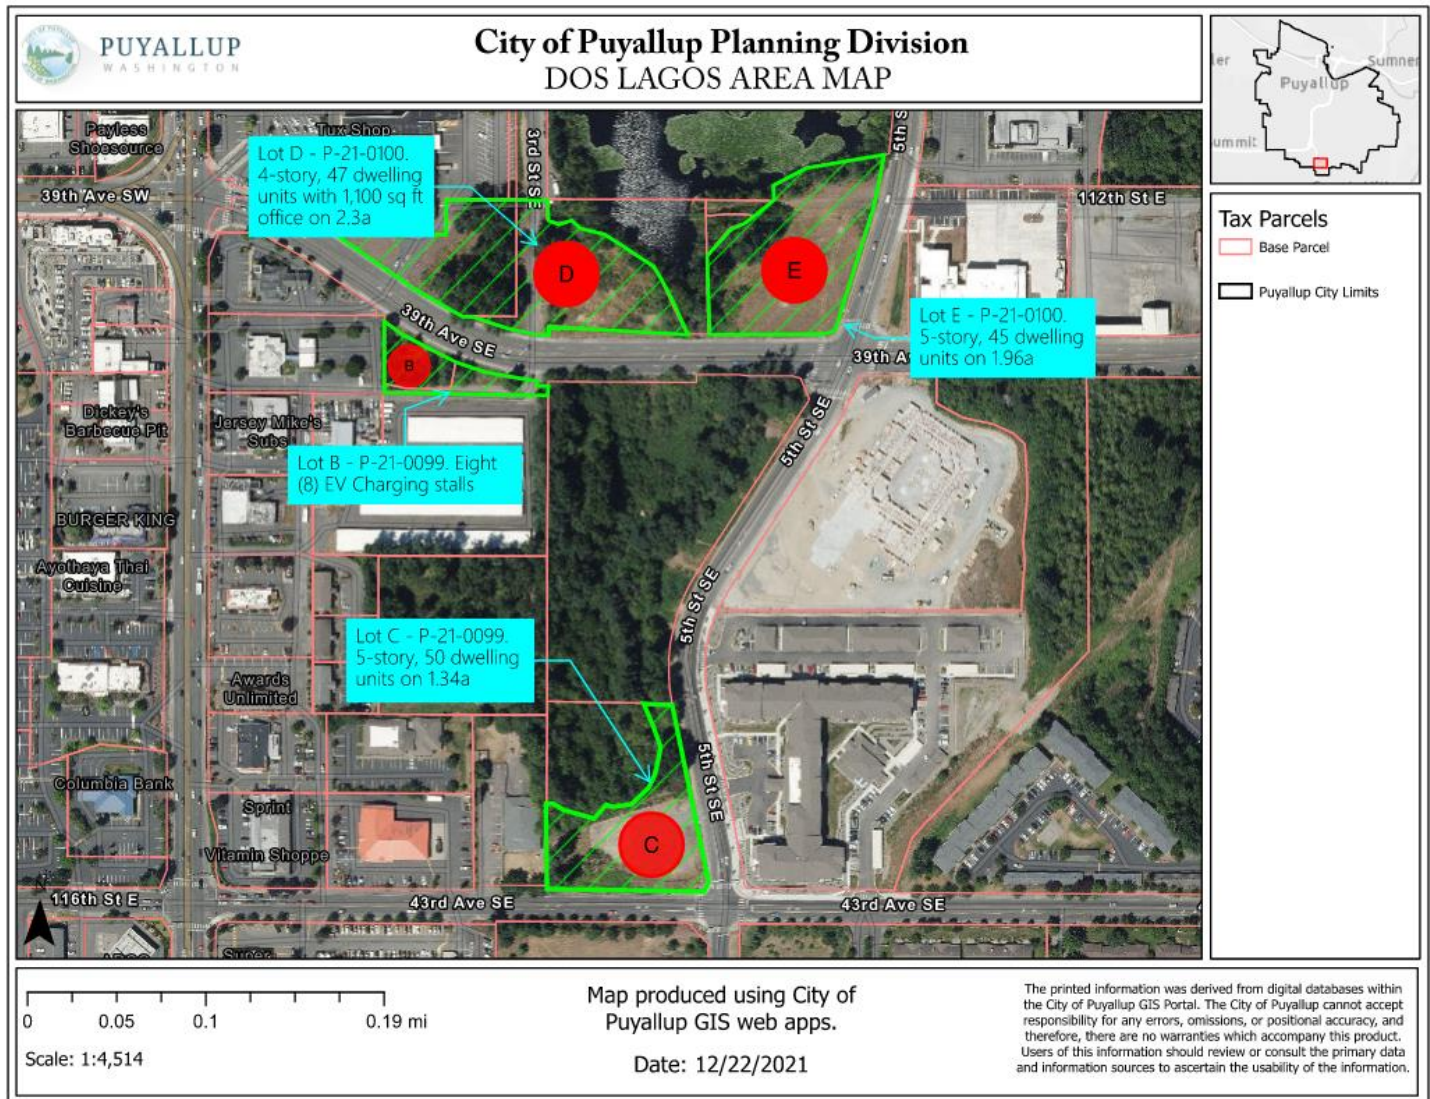 PUYALLUP
WASHINGTON
City of Puyallup Planning Division
DOS LAGOS AREA MAP
Sumner
Puyallup
Tax Parcels
Base Parcel
Puyallup City Limits
Payless
Shoesource
Tux Shop
39th Ave SW
3rd St SE
5th S
112th St E
Lot D - P-21-0100.
4-story, 47 dwelling
units with 1,100 sq ft
office on 2.3a
D
E
39th Ave SE
Lot E - P-21-0100.
5-story, 45 dwelling
units on 1.96a
39th A
B
Dickey's
Barbecue Pit
Jersey Mike's
Subs
5th St SE
Lot B - P-21-0099. Eight
(8) EV Charging stalls
BURGER KING
Ayothaya Thai
Cuisine
5th St SE
Lot C - P-21-0099.
5-story, 50 dwelling
units on 1.34a
Awards
Unlimited
5th St SE
Columbia Bank
Sprint
Vitamin Shoppe
C
N
116th St E
43rd Ave SE
43rd Ave SE
Super
0 0.05 0.1 0.19 mi
Scale: 1:4,514
Map produced using City of
Puyallup GIS web apps.
Date: 12/22/2021
The printed information was derived from digital databases within
the City of Puyallup GIS Portal. The City of Puyallup cannot accept
responsibility for any errors, omissions, or positional accuracy, and
therefore, there are no warranties which accompany this product.
Users of this information should review or consult the primary data
and information sources to ascertain the usability of the information.